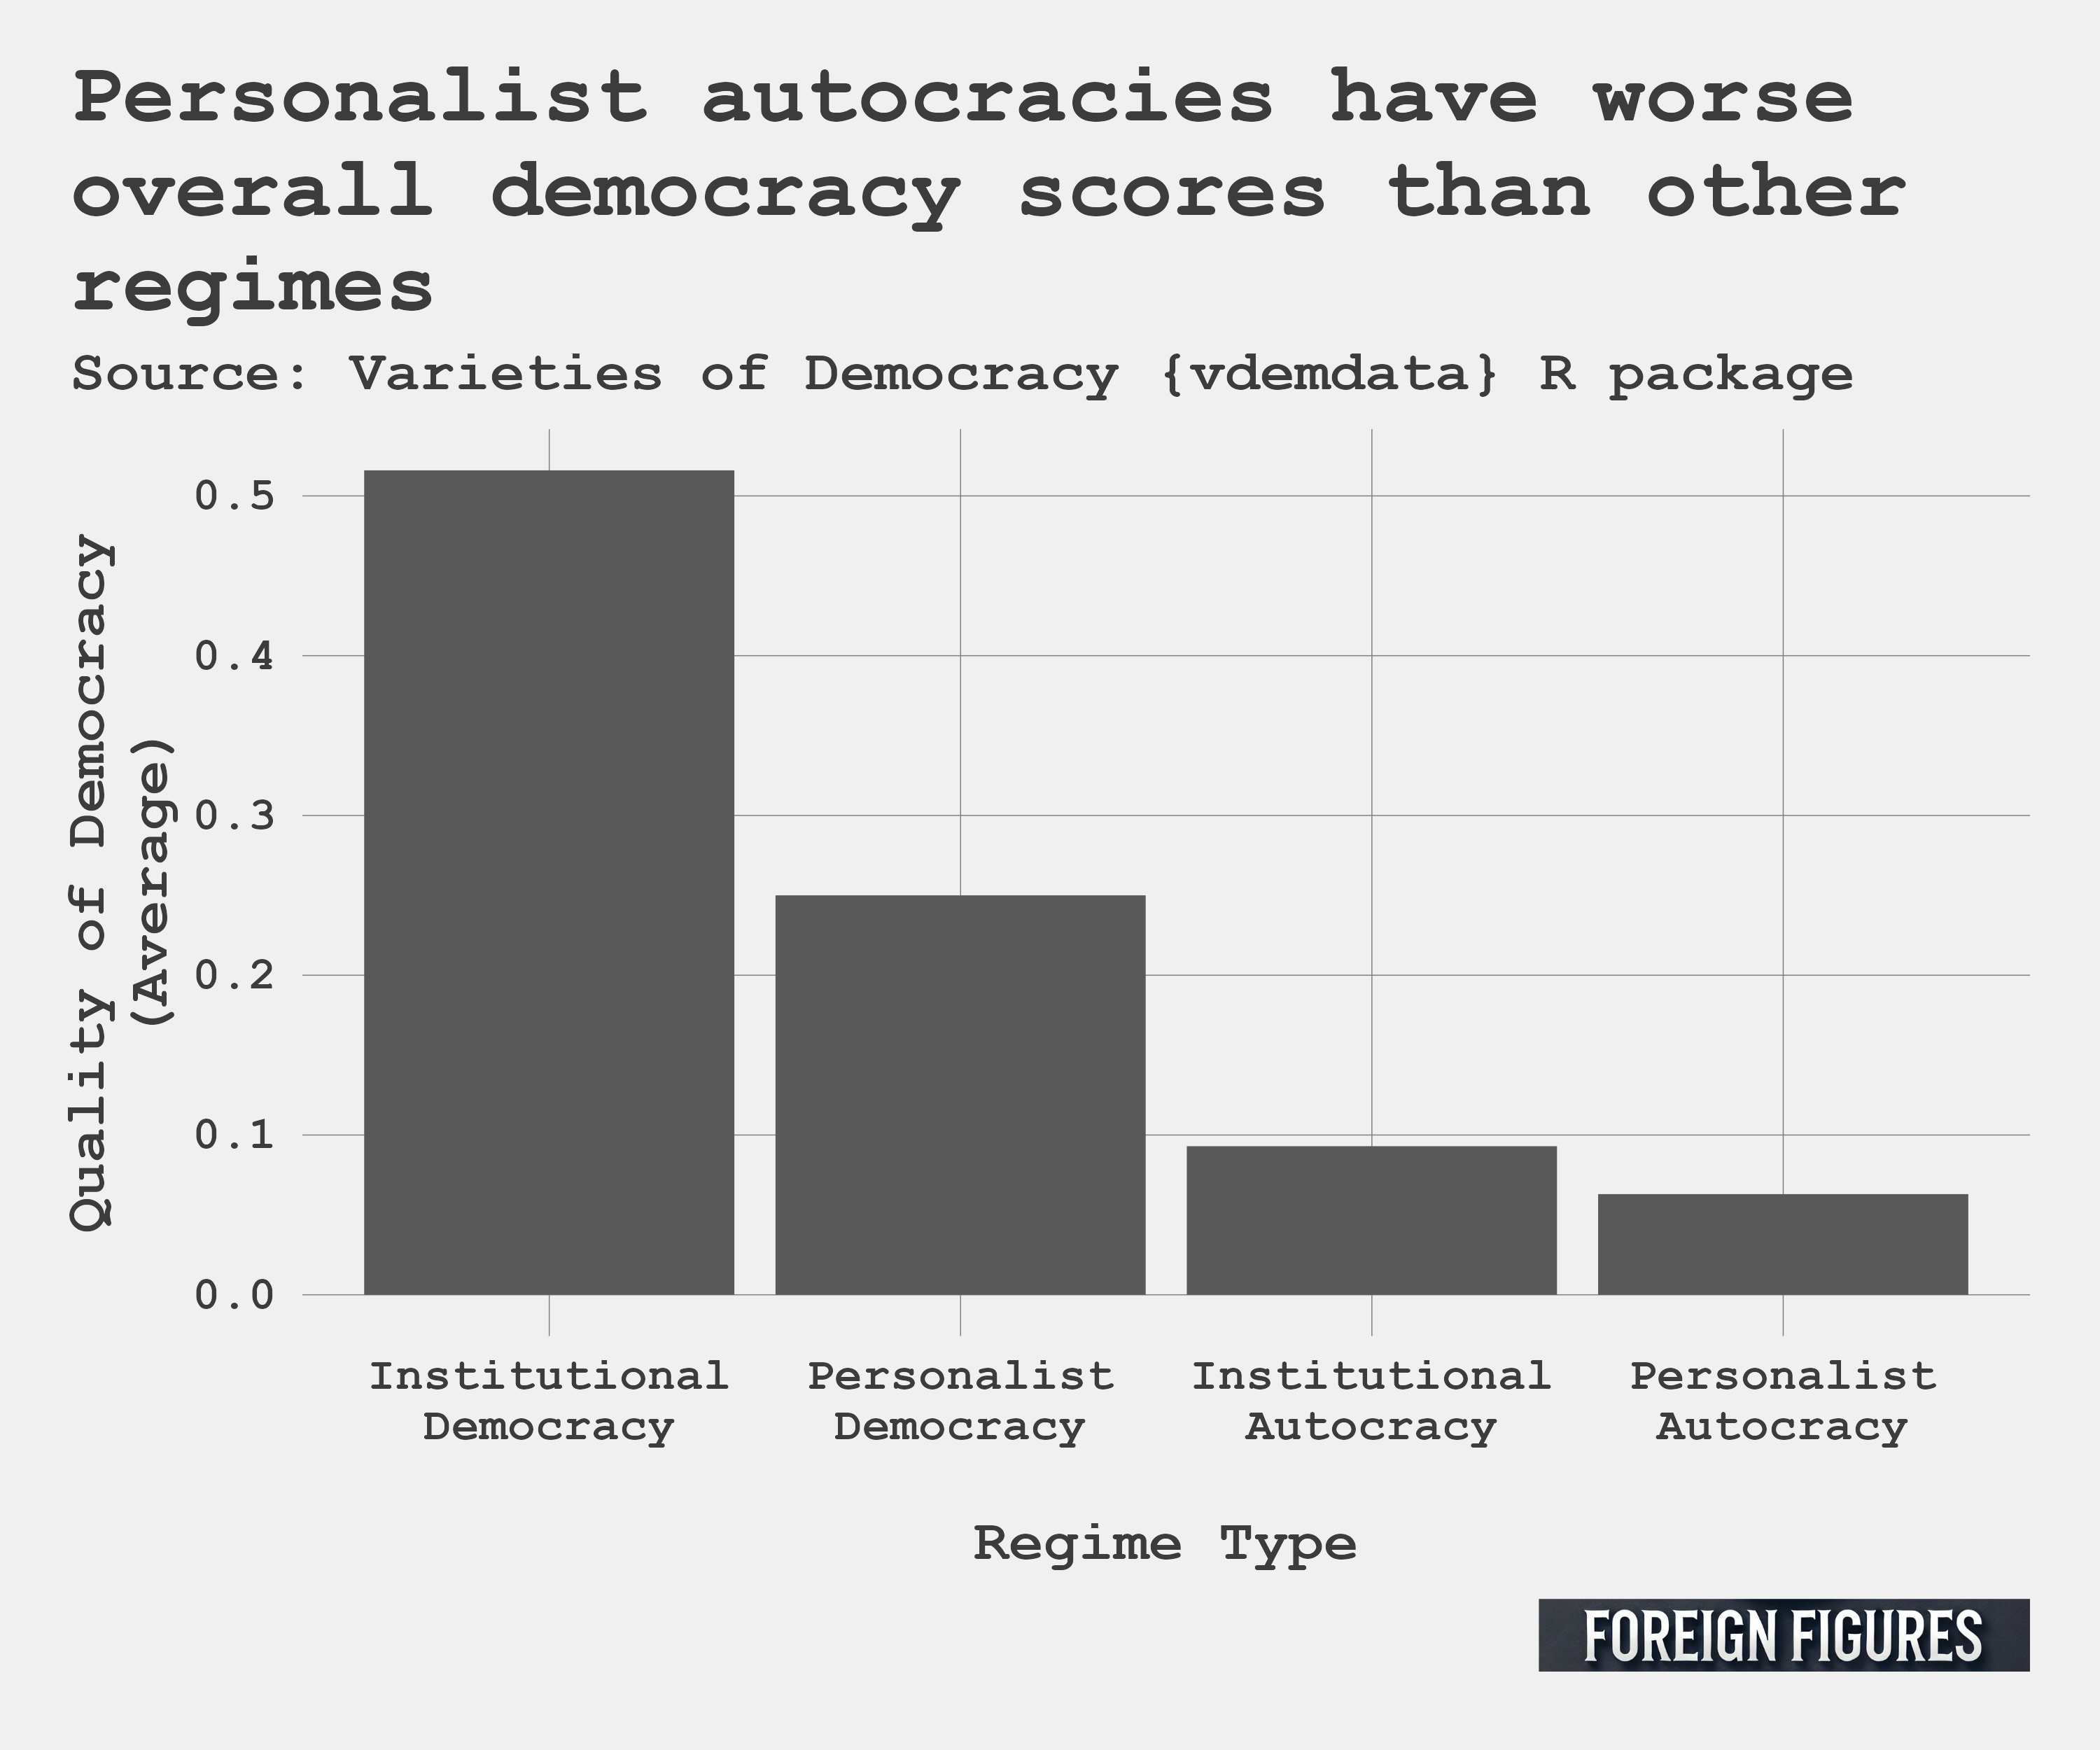 Personalist autocracies have worse
overall democracy scores than other
regimes
Source: Varieties of Democracy {vdemdata} R package
Quality of Democracy
(Average)
0.5
0.4
0.3
0.2
0.1
0.0
Institutional
Democracy
Personalist
Democracy
Institutional
Autocracy
Personalist
Autocracy
Regime Type
FOREIGN FIGURES